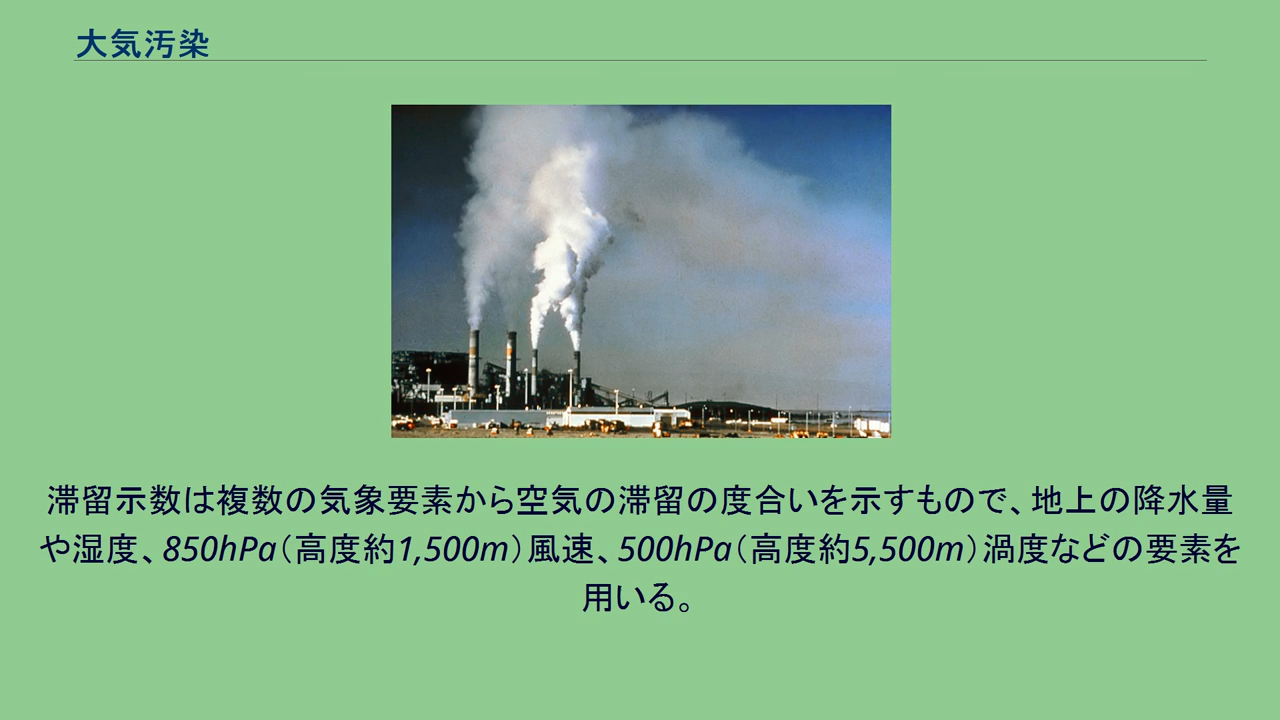 大気汚染
滞留示数は複数の気象要素から空気の滞留の度合いを示すもので、地上の降水量
や湿度、850hPa（高度約1,500m）風速、500hPa（高度約5,500m）渦度などの要素を
用いる。